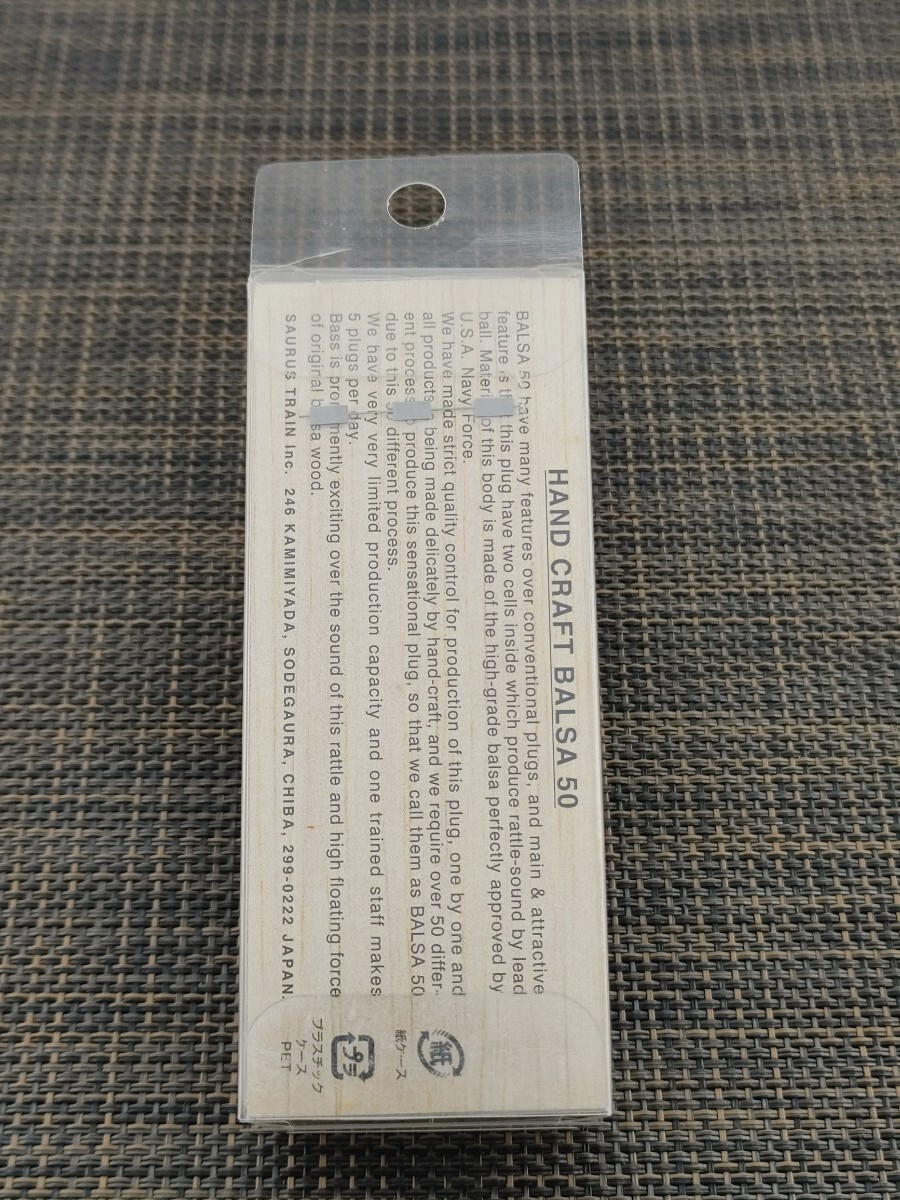 HAND CRAFT BALSA 50
BALSA 50 have many features over conventional plugs, and main & attractive
feature is this plug have two cells inside which produce rattle-sound by lead
ball. of this body is made of the high-grade balsa perfectly approved by
U.S.A. Navy Force.
We have made strict quality control for production of this plug, one by one and
all products being made delicately by hand-craft, and we require over 50 differ-
ent process produce this sensational plug, so that we call them as BALSA 50
due to this 50 different process.
We have very very limited production capacity and one trained staff makes
5 plugs per day.
Bass is exciting over the sound of this rattle and high floating force
of original wood.
SAURUS TRAIN Inc. 246 KAMIMIYADA, SODEGAURA, CHIBA, 299-0222 JAPAN.
紙
紙ケース
プラ
プラスチック
ケース
PET